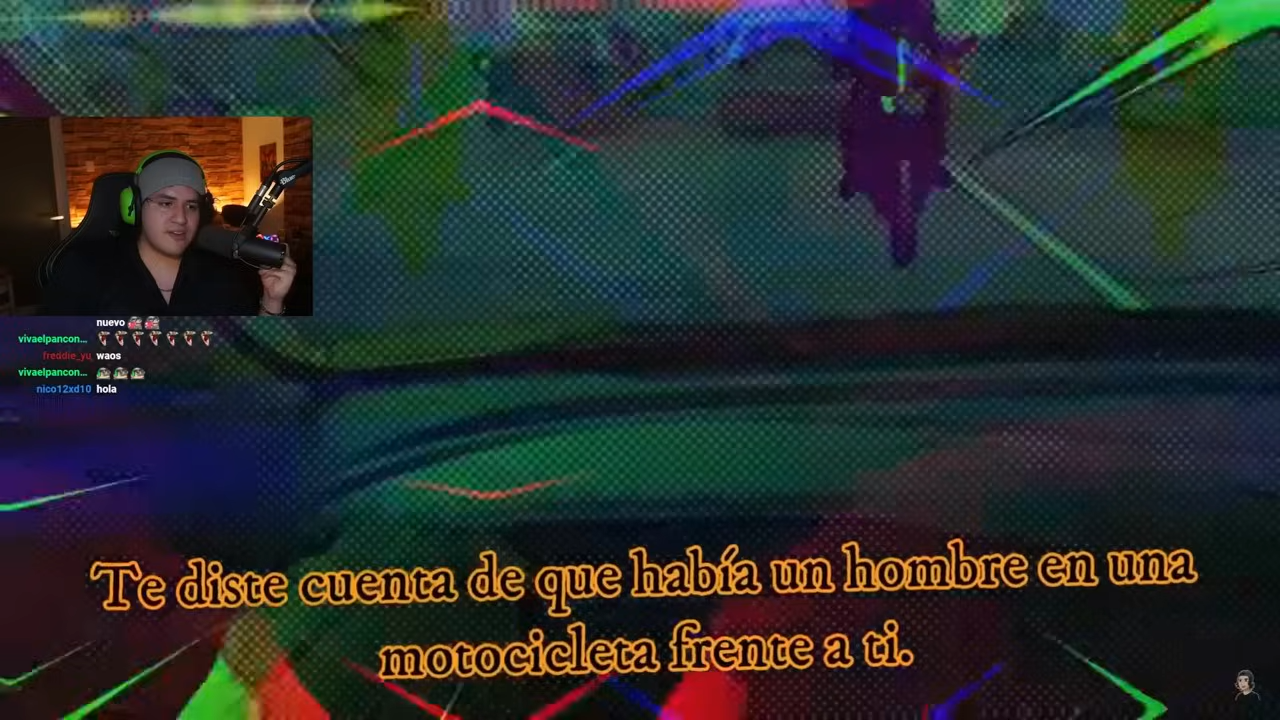 nuevo
vivaelpancon...
freddie_yu waos
vivaelpancon...
nico12xd10 hola
Te diste cuenta de que había un hombre en una
motocicleta frente a ti.